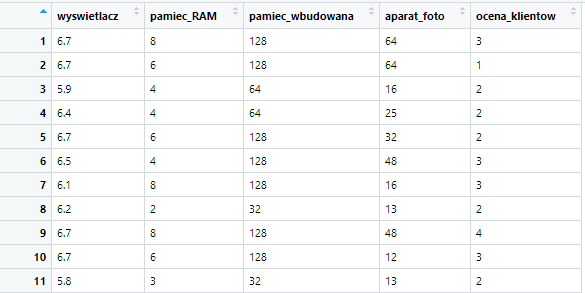 wyswietlacz pamiec_RAM pamiec_wbudowana aparat_foto ocena_klientow
1 6.7 8 128 64 3
2 6.7 6 128 64 1
3 5.9 4 64 16 2
4 6.4 4 64 25 2
5 6.7 6 128 32 2
6 6.5 4 128 48 3
7 6.1 8 128 16 3
8 6.2 2 32 13 2
9 6.7 8 128 48 4
10 6.7 6 128 12 3
11 5.8 3 32 13 2